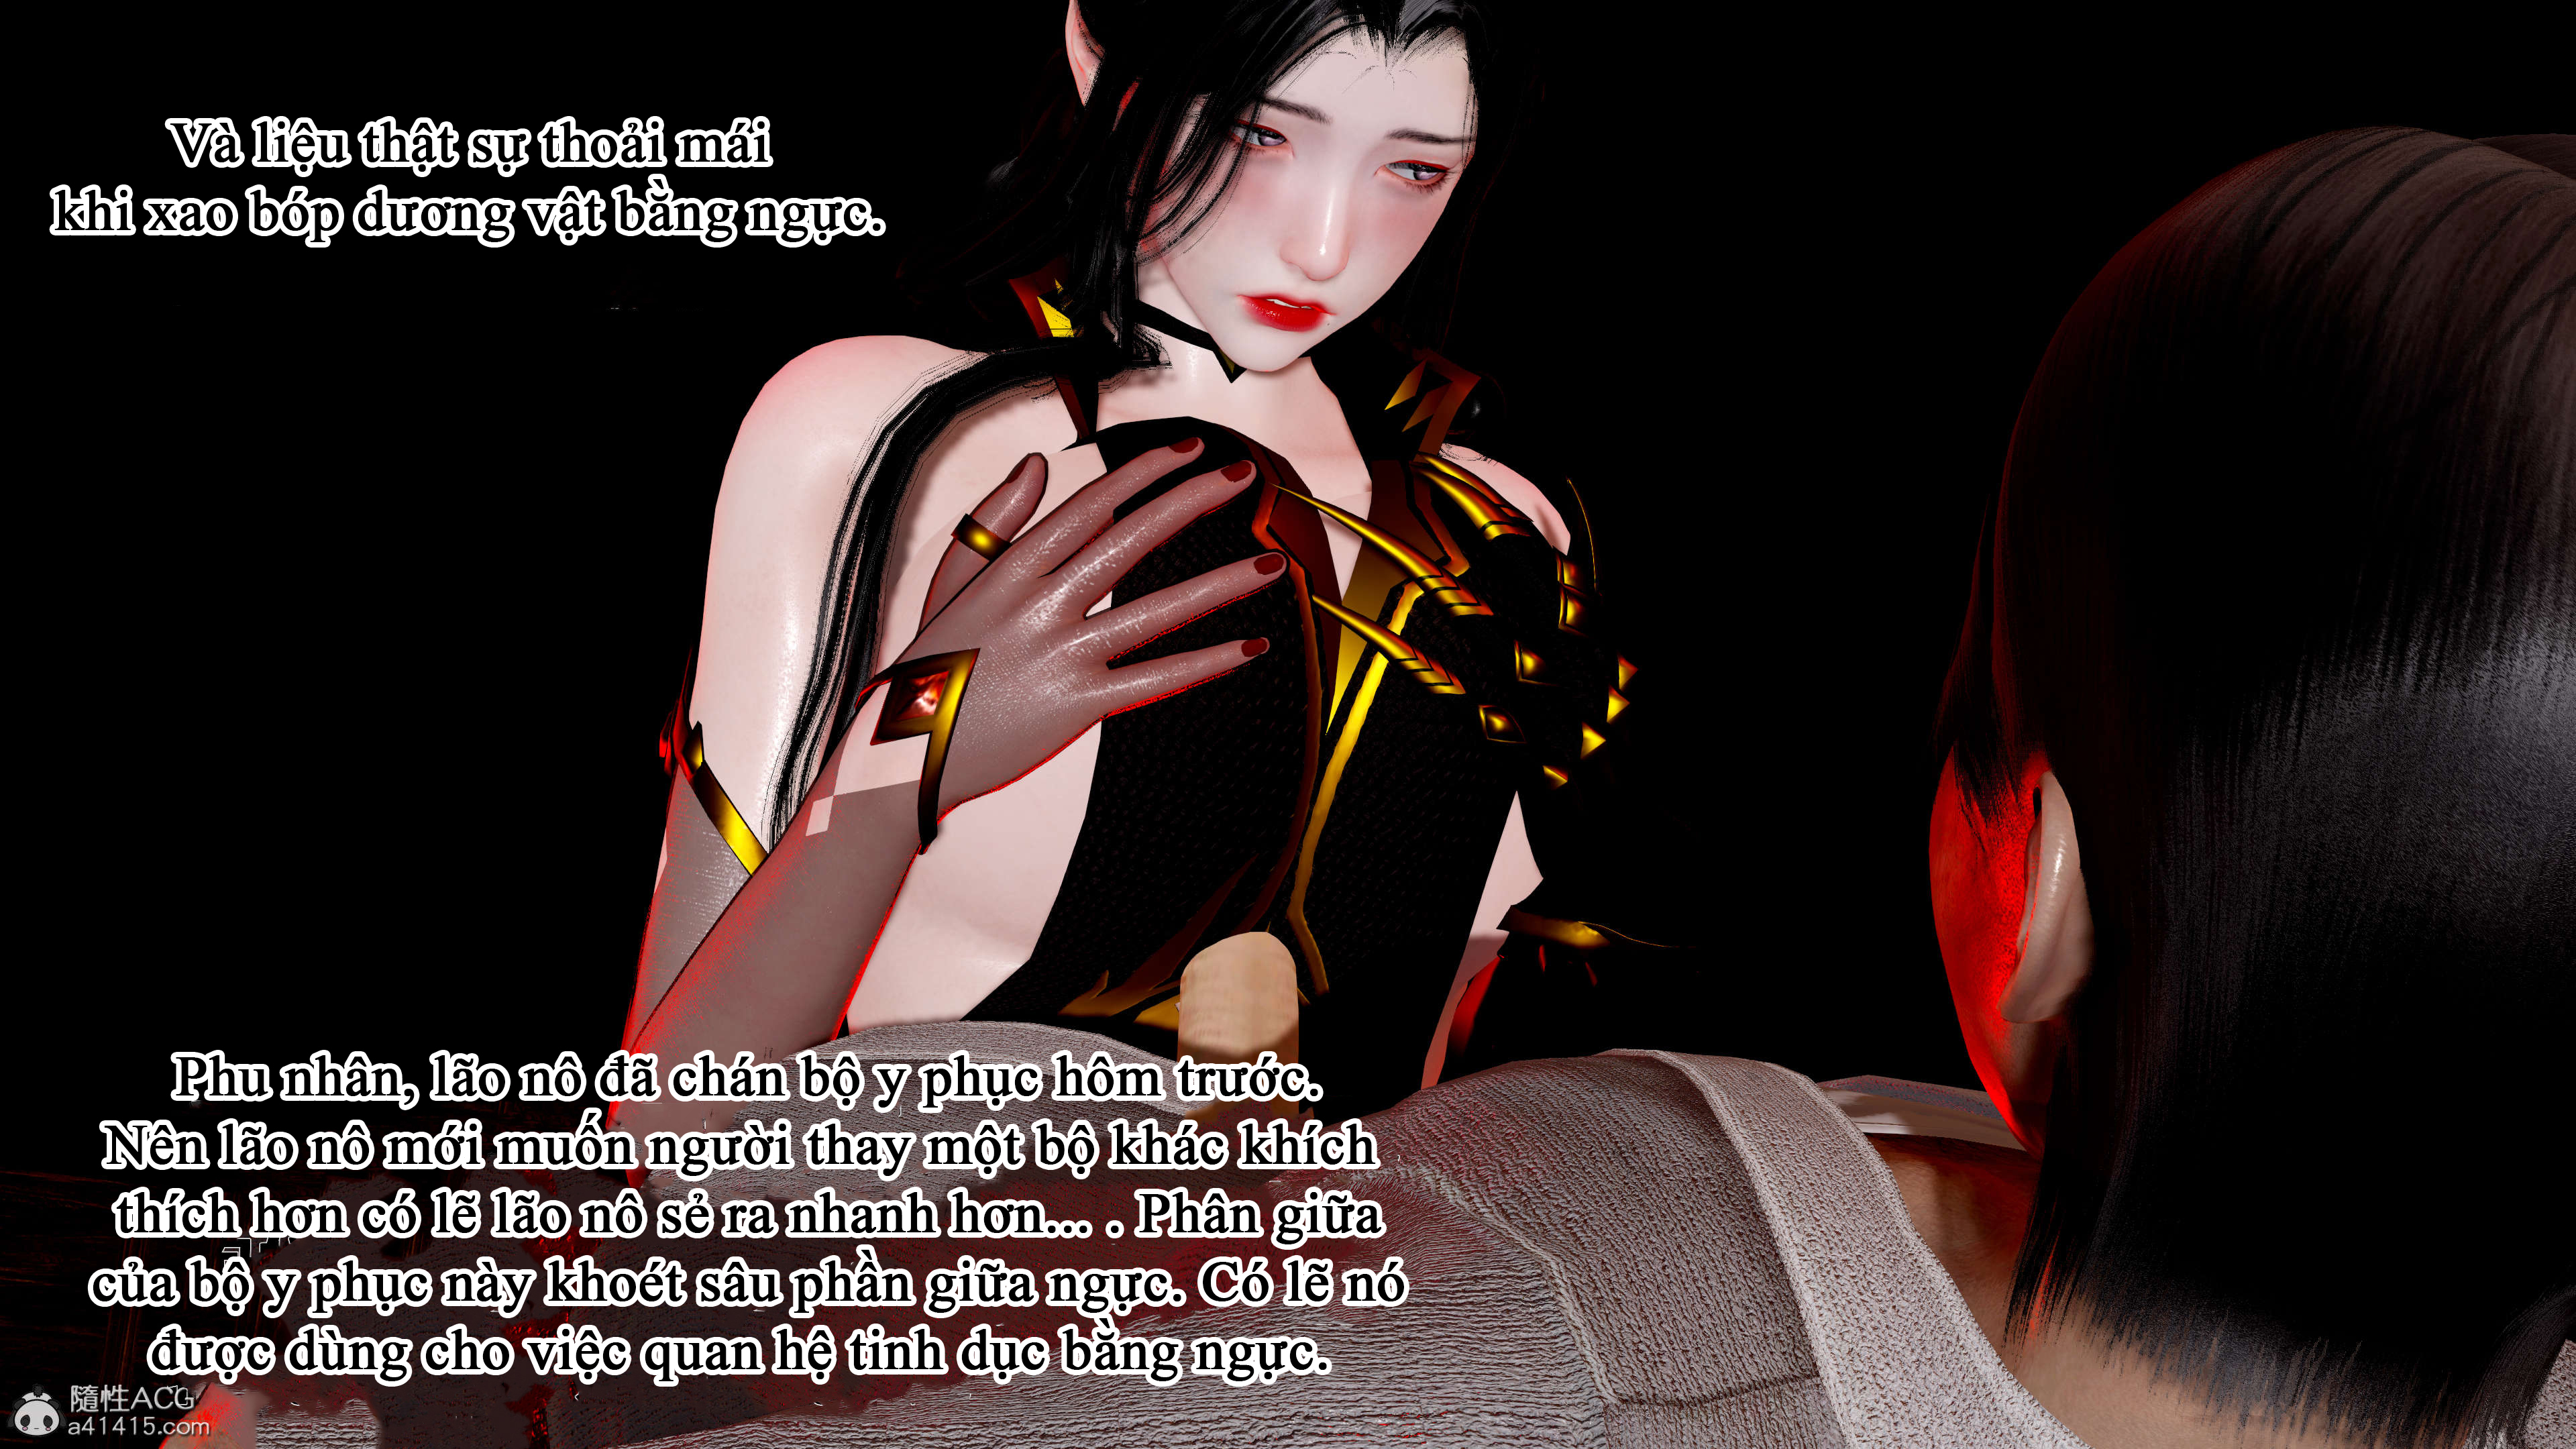 Và liệu thật sự thoải mái
khi xao bóp dương vật bằng ngực.
Phu nhân, lão nô đã chán bộ y phục hôm trước.
Nên lão nô mới muốn người thay một bộ khác khích
thích hơn có lẽ lão nô sẻ ra nhanh hơn... . Phân giữa
của bộ y phục này khoét sâu phần giữa ngực. Có lẽ nó
được dùng cho việc quan hệ tinh dục bằng ngực.
隨性ACG
a41415.com